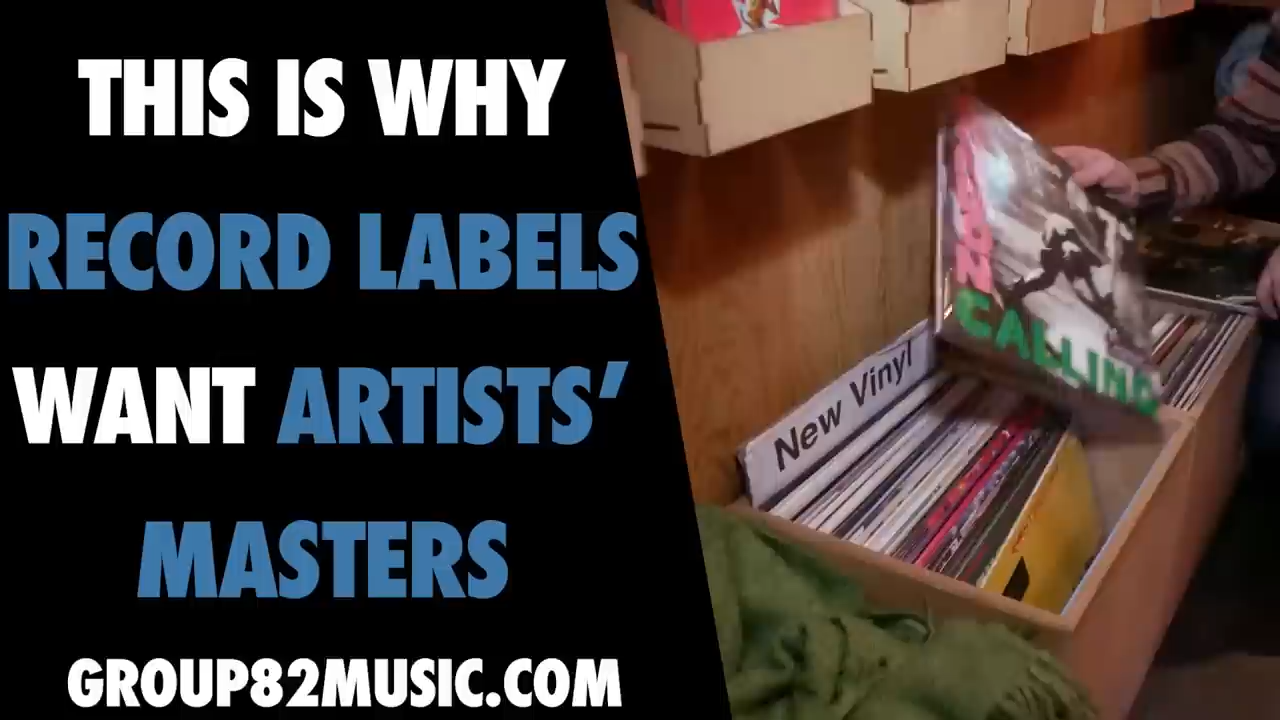 THIS IS WHY
RECORD LABELS
WANT ARTISTS’
MASTERS
GROUP82MUSIC.COM
CALLING
New Vinyl